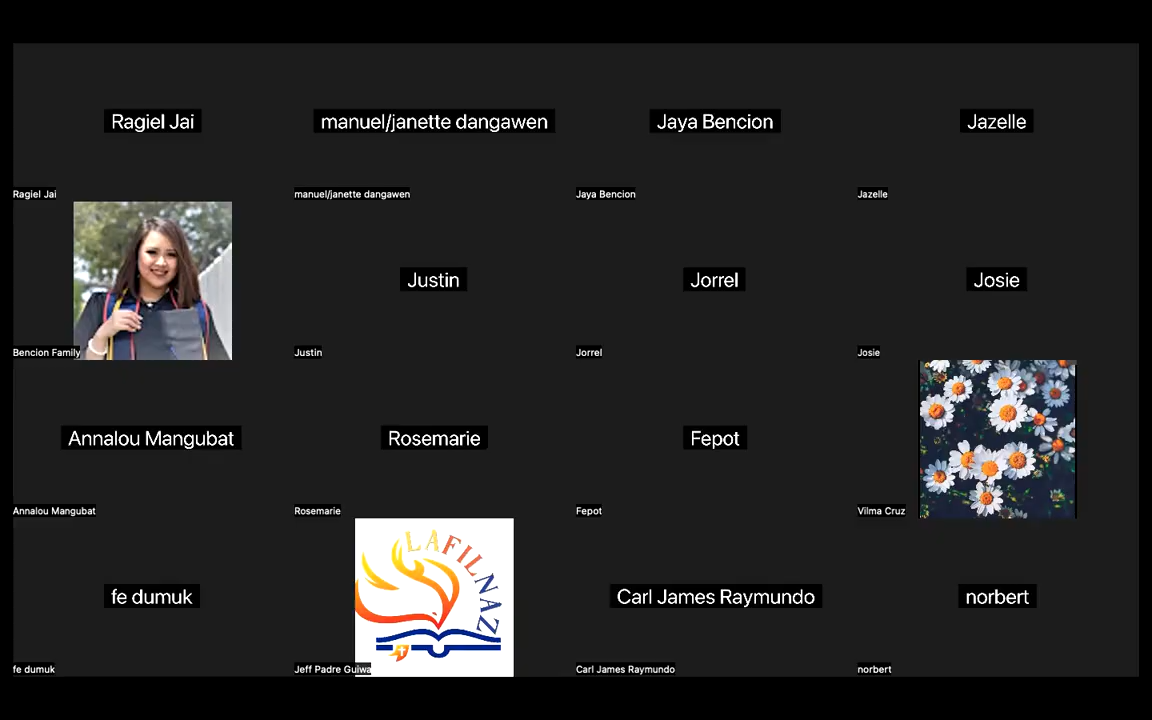 Ragiel Jai
manuel/janette dangawen
Jaya Bencion
Jazelle
Ragiel Jai
manuel/janette dangawen
Jaya Bencion
Jazelle
Justin
Jorrel
Josie
Bencion Family
Justin
Jorrel
Josie
Annalou Mangubat
Rosemarie
Fepot
Annalou Mangubat
Rosemarie
Fepot
Vilma Cruz
fe dumuk
LAFILNAZ
Carl James Raymundo
norbert
fe dumuk
Jeff Padre Guiwa
Carl James Raymundo
norbert